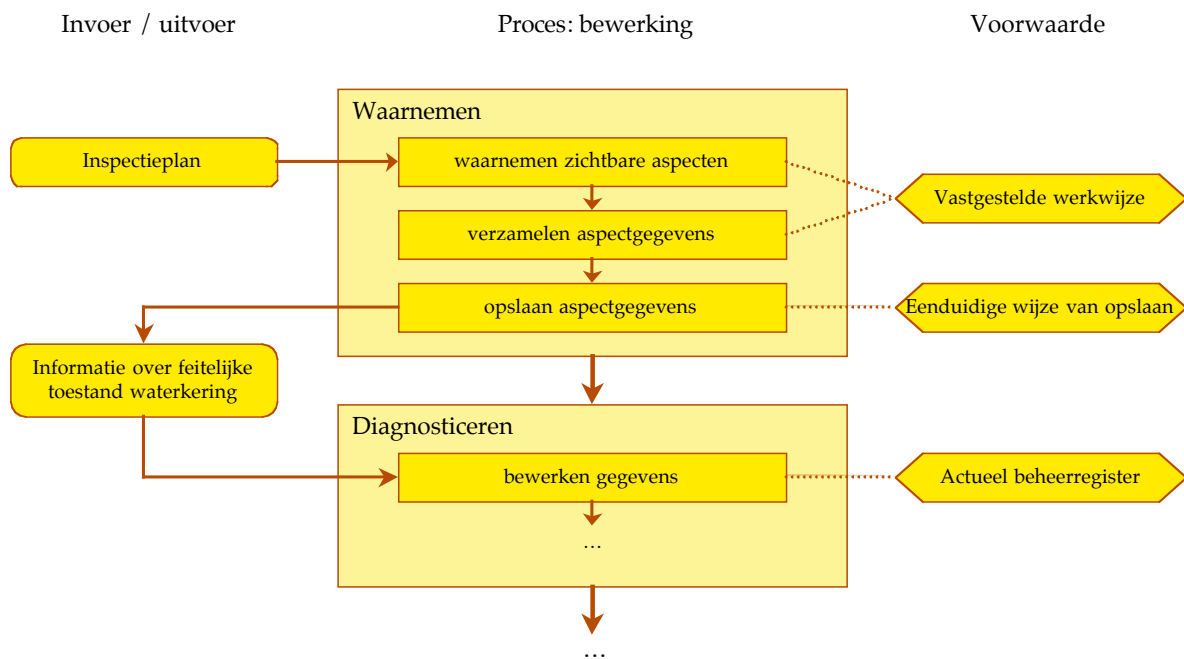 Invoer / uitvoer
Proces: bewerking
Voorwaarde
Waarnemen
Inspectieplan
waarnemen zichtbare aspecten
Vastgestelde werkwijze
verzamelen aspectgegevens
opslaan aspectgegevens
Eenduidige wijze van opslaan
Informatie over feitelijke
toestand waterkering
Diagnosticeren
bewerken gegevens
Actueel beheerregister
...
...